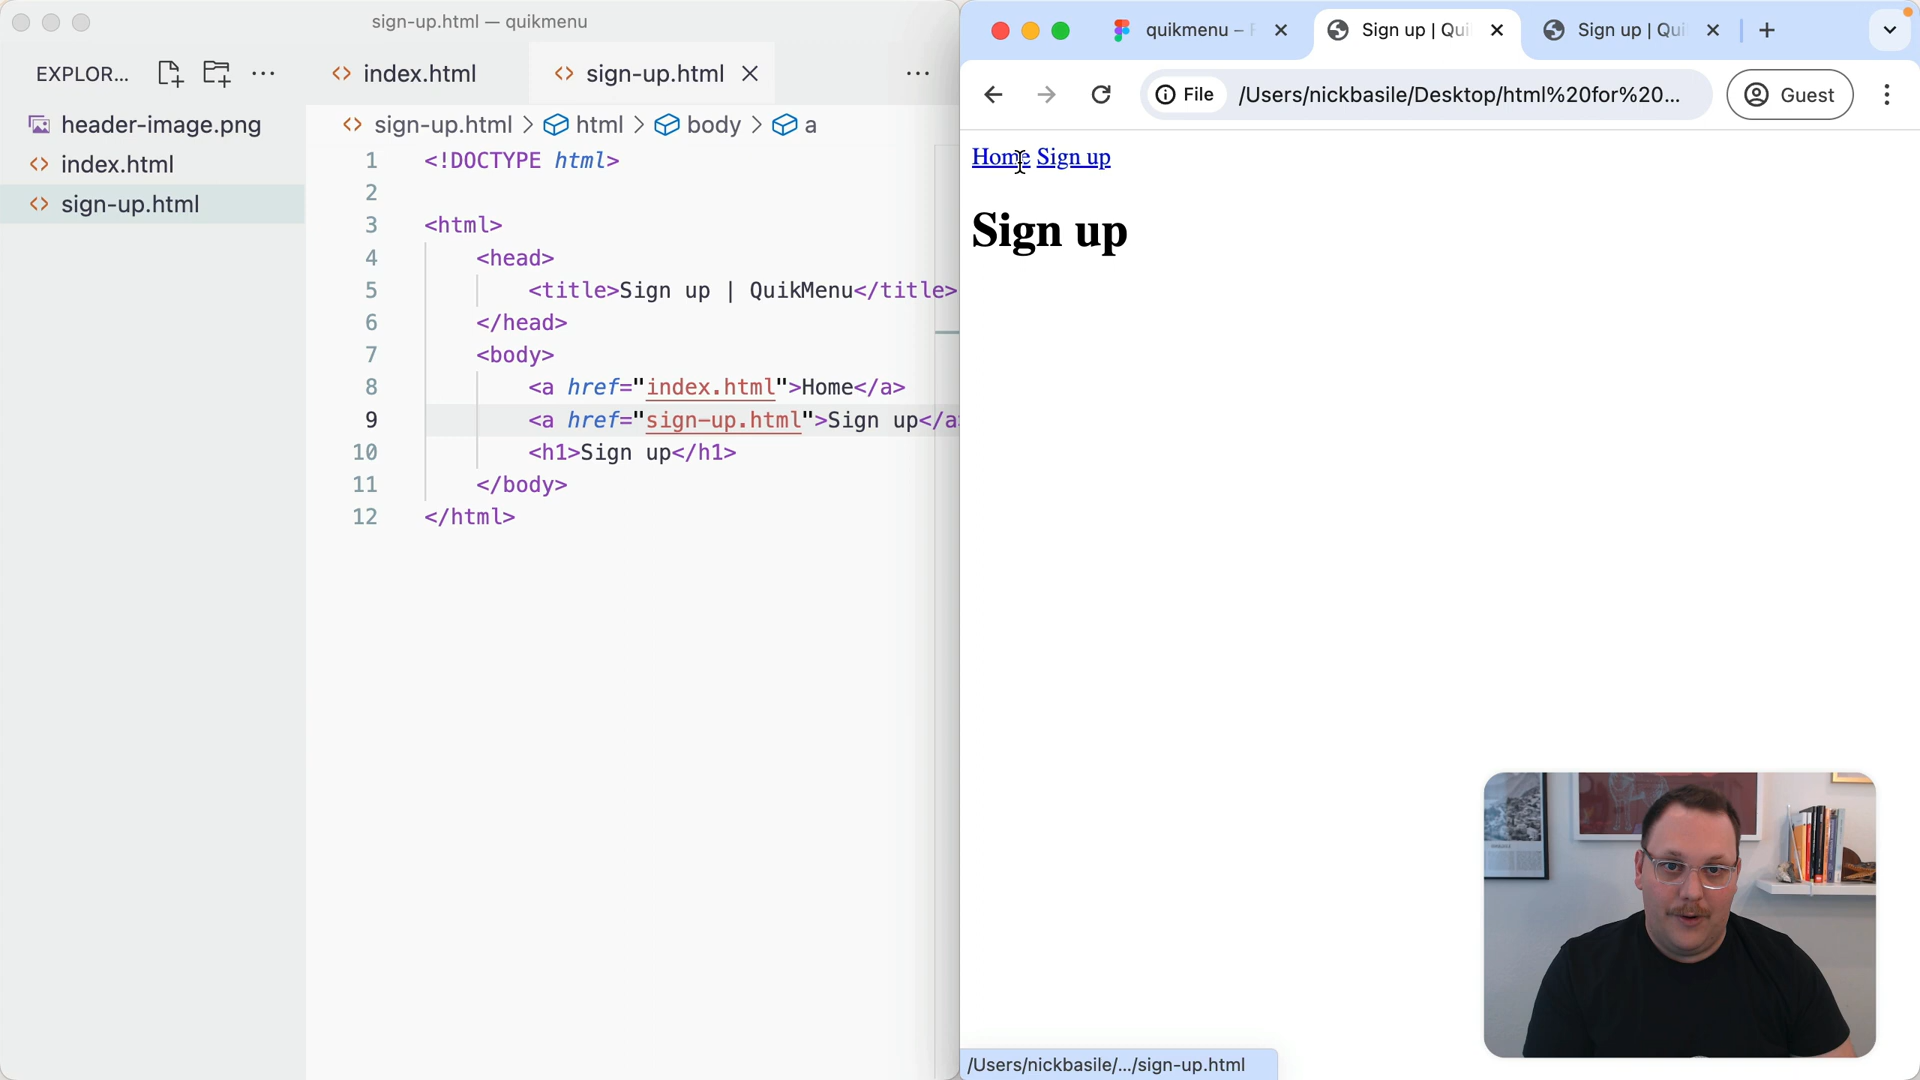 sign-up.html — quikmenu
EXPLOR...
header-image.png
index.html
sign-up.html
index.html
sign-up.html
sign-up.html > html > body > a
1 <!DOCTYPE html>
2
3 <html>
4 <head>
5 <title>Sign up | QuikMenu</title>
6 </head>
7 <body>
8 <a href="index.html">Home</a>
9 <a href="sign-up.html">Sign up</a
10 <h1>Sign up</h1>
11 </body>
12 </html>
quikmenu –
Sign up | Qui
Sign up | Qui
File
/Users/nickbasile/Desktop/html%20for%20...
Guest
Home Sign up
Sign up
/Users/nickbasile/.../sign-up.html